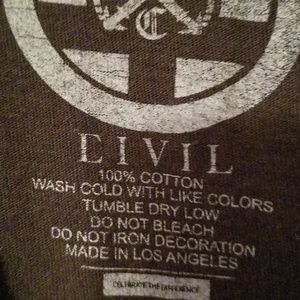 C
CIVIL
100% COTTON
WASH COLD WITH LIKE COLORS
TUMBLE DRY LOW
DO NOT BLEACH
DO NOT IRON DECORATION
MADE IN LOS ANGELES
CELEBRATE THE DIFFERENCE